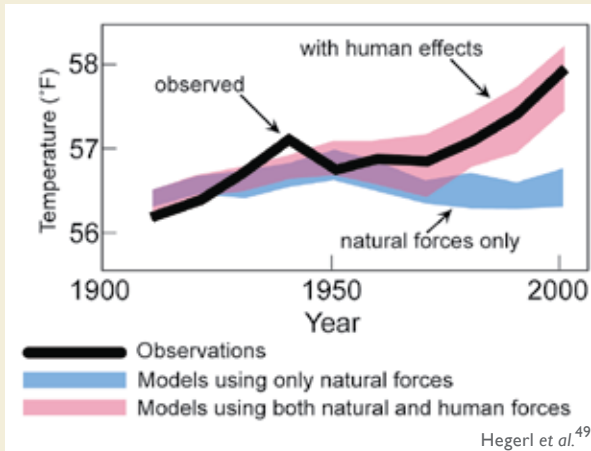 with human effects
observed
58
57
56
Temperature (°F)
natural forces only
1900
1950
2000
Year
Observations
Models using only natural forces
Models using both natural and human forces
Hegerl et al.49